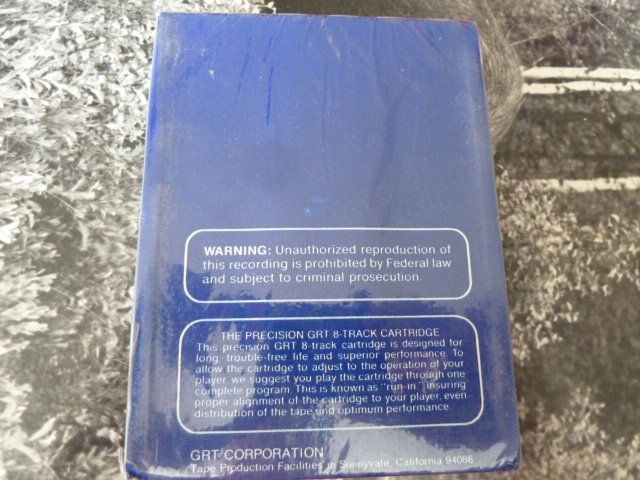 WARNING: Unauthorized reproduction of
this recording is prohibited by Federal law
and subject to criminal prosecution.
THE PRECISION GRT 8-TRACK CARTRIDGE
This precision GRT 8-track cartridge is designed for
long, trouble-free life and superior performance. To
allow the cartridge to adjust to the operation of your
player, we suggest you play the cartridge through one
complete program. This is known as "run-in", insuring
proper alignment of the cartridge to your player, even
distribution of the tape and optimum performance.
GRT CORPORATION
Tape Production Facilities in Sunnyvale, California 94086